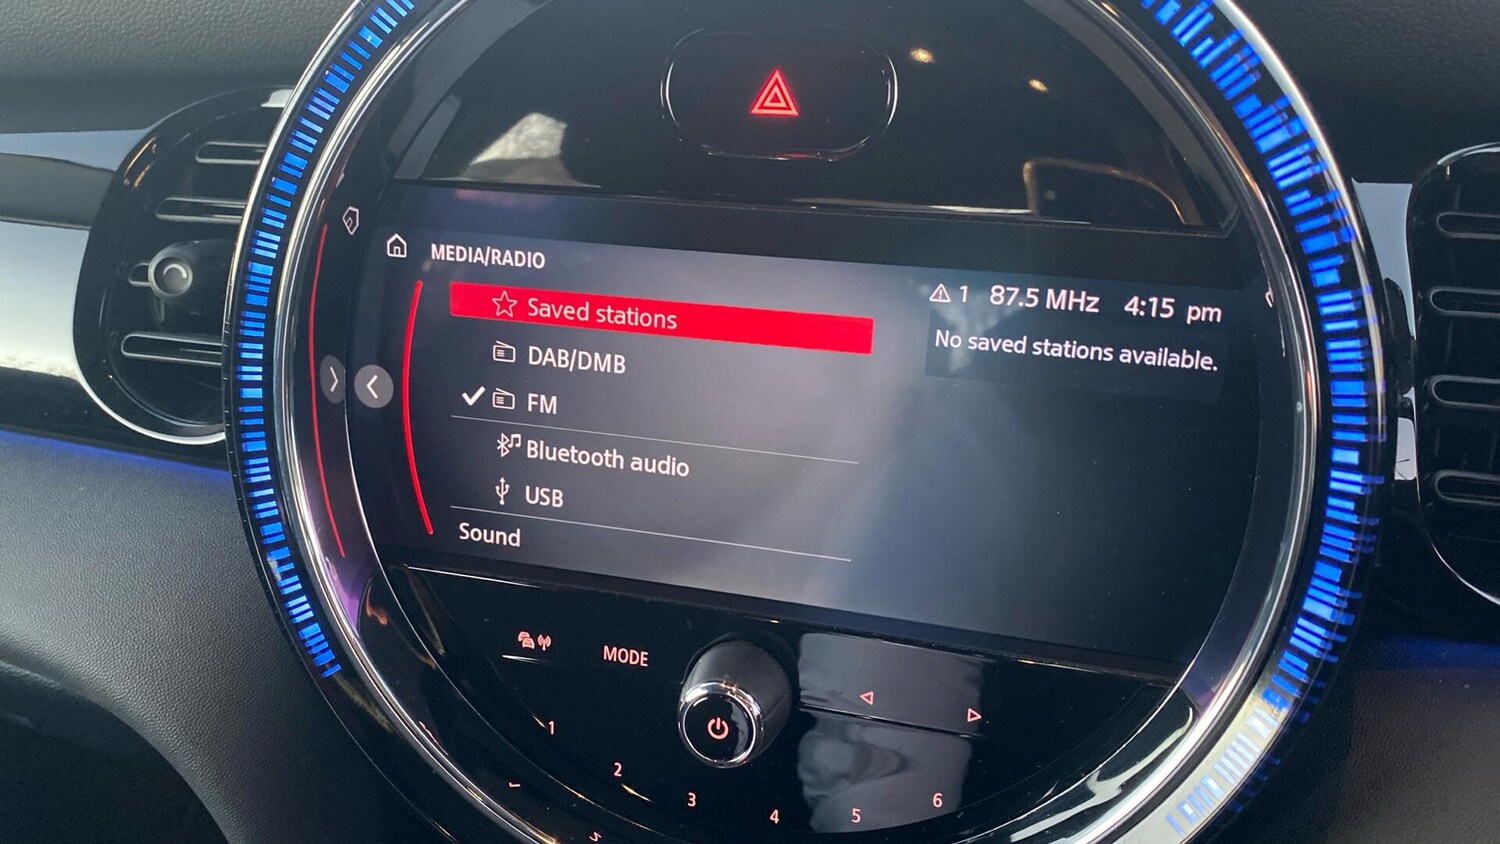 MEDIA/RADIO
1 87.5 MHz 4:15 pm
Saved stations
No saved stations available.
DAB/DMB
FM
Bluetooth audio
USB
Sound
MODE
1
2
3
4
5
6